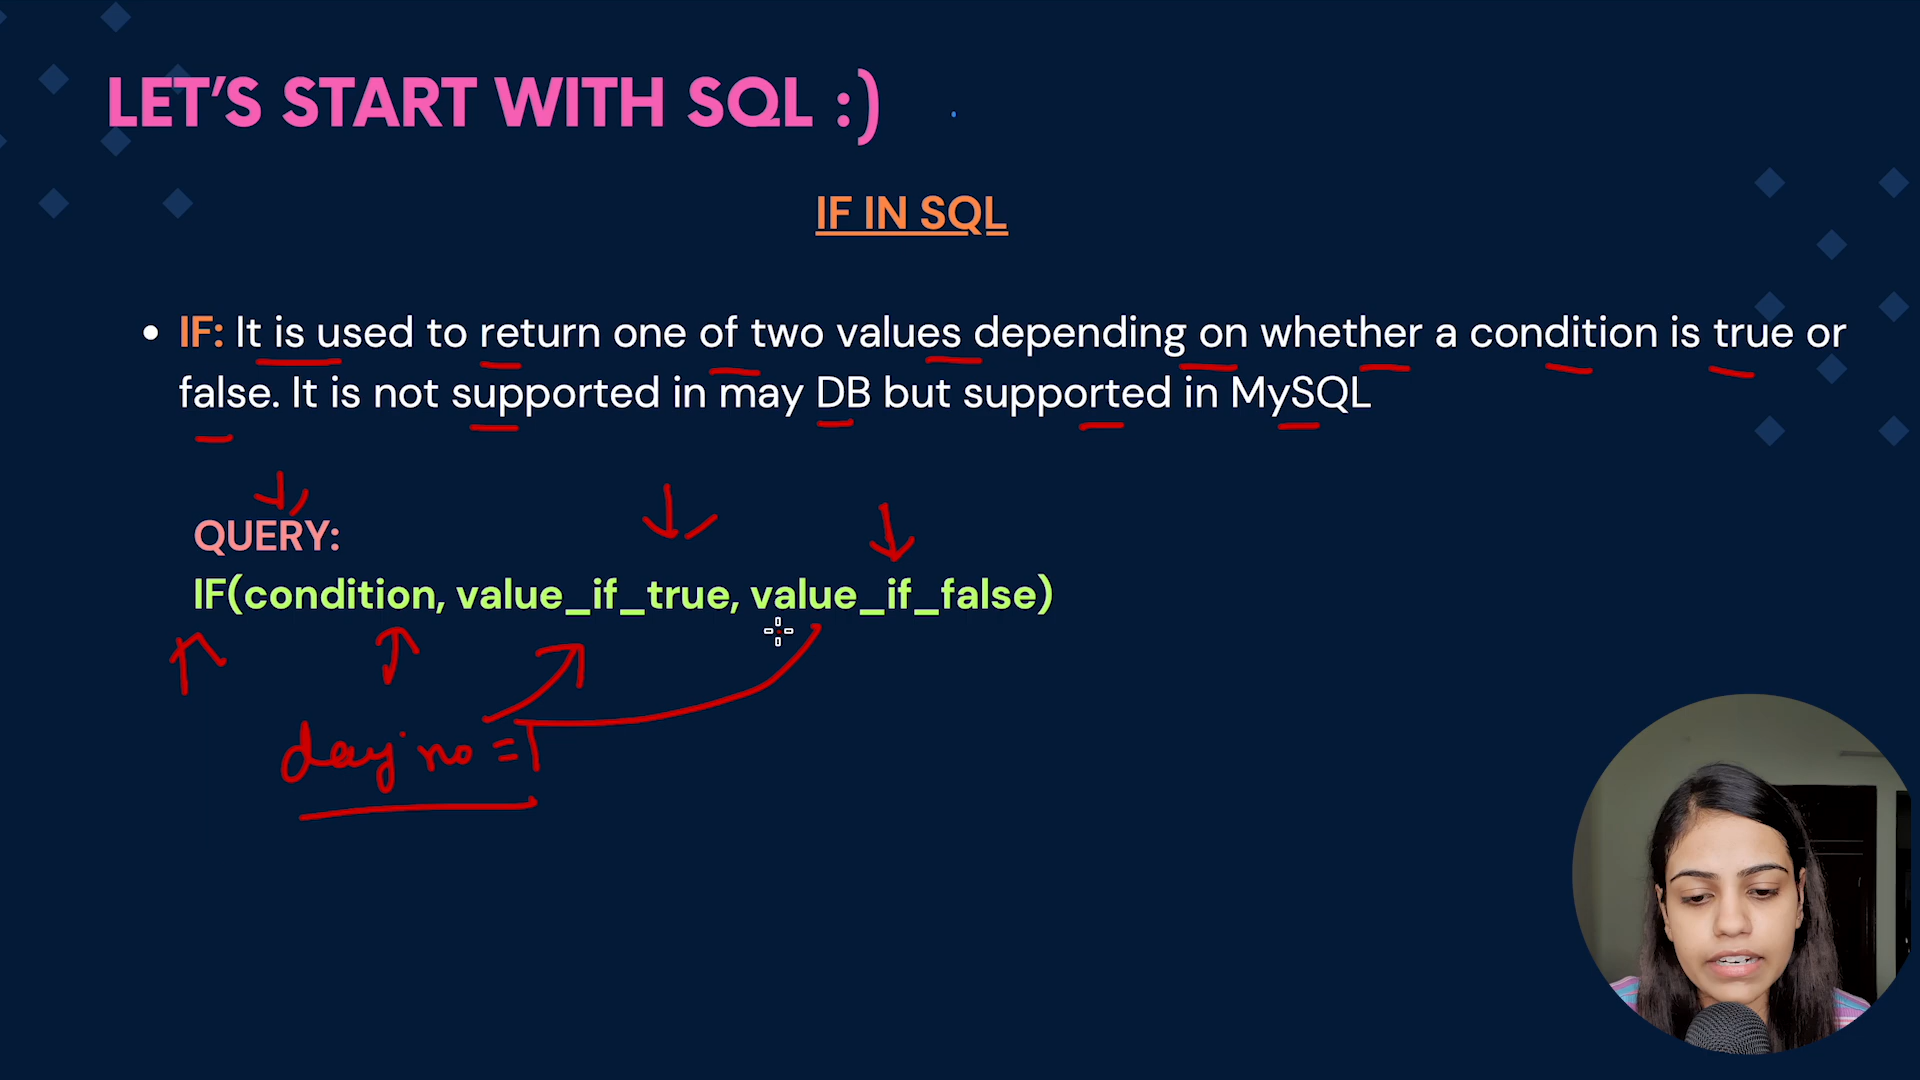 LET'S START WITH SQL :)
IF IN SQL
• IF: It is used to return one of two values depending on whether a condition is true or
false. It is not supported in may DB but supported in MySQL
QUERY:
IF(condition, value_if_true, value_if_false)
day no =1